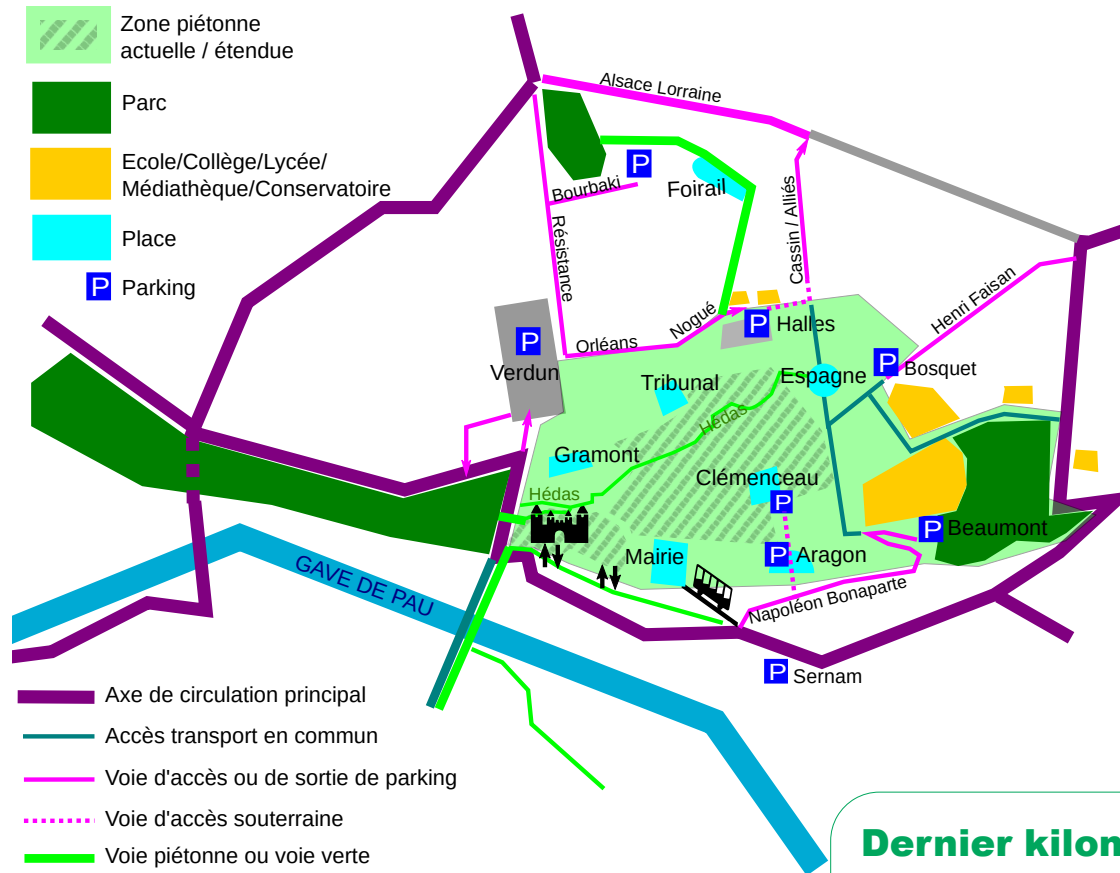 Zone piétonne
actuelle / étendue
Parc
Ecole/Collège/Lycée/
Médiathèque/Conservatoire
Place
P Parking
Alsace Lorraine
P
Bourbaki
Foirail
Cassin / Alliés
Résistance
Henri Faisan
Nogué
P
Halles
Orléans
P
Verdun
P
Bosquet
Tribunal
Espagne
Hédas
Gramont
Clémenceau
P
Hédas
P
Beaumont
Mairie
P
Aragon
GAVE DE PAU
Napoléon Bonaparte
P
Sernam
Axe de circulation principal
Accès transport en commun
Voie d'accès ou de sortie de parking
Voie d'accès souterraine
Voie piétonne ou voie verte
Dernier kilom